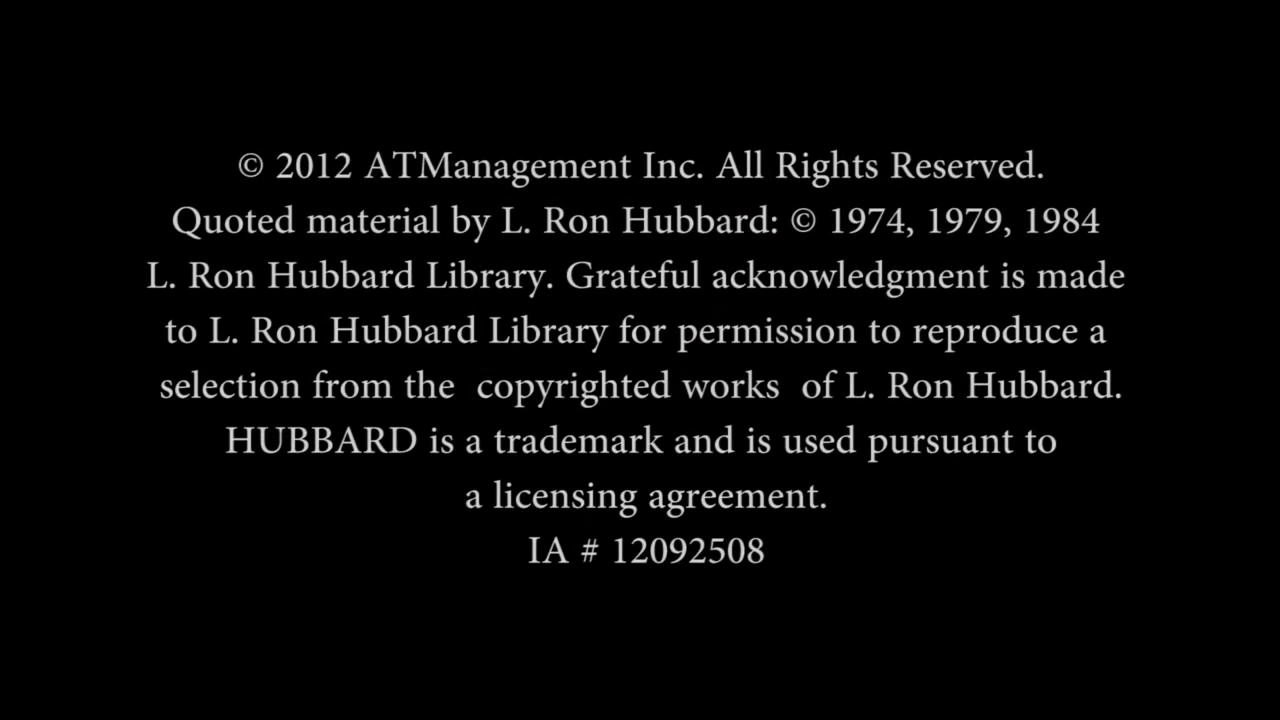 © 2012 ATManagement Inc. All Rights Reserved.
Quoted material by L. Ron Hubbard: © 1974, 1979, 1984
L. Ron Hubbard Library. Grateful acknowledgment is made
to L. Ron Hubbard Library for permission to reproduce a
selection from the  copyrighted works  of L. Ron Hubbard.
HUBBARD is a trademark and is used pursuant to
a licensing agreement.
IA # 12092508